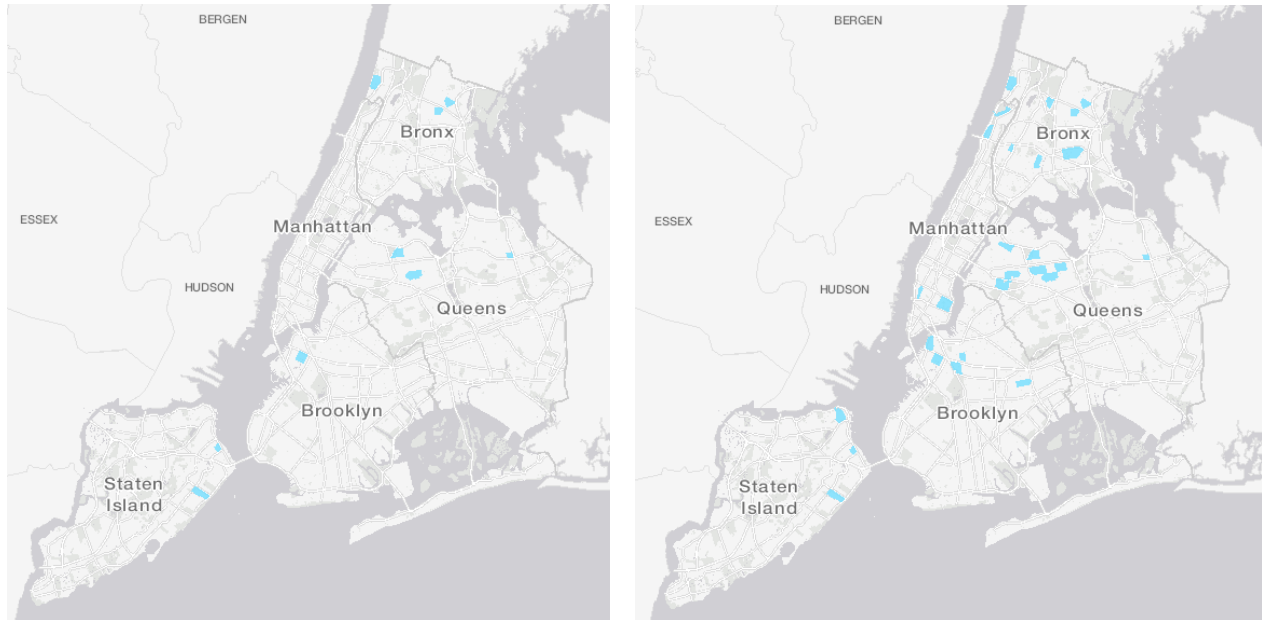 BERGEN
Bronx
ESSEX
Manhattan
HUDSON
Queens
Brooklyn
Staten
Island
BERGEN
Bronx
ESSEX
Manhattan
HUDSON
Queens
Brooklyn
Staten
Island